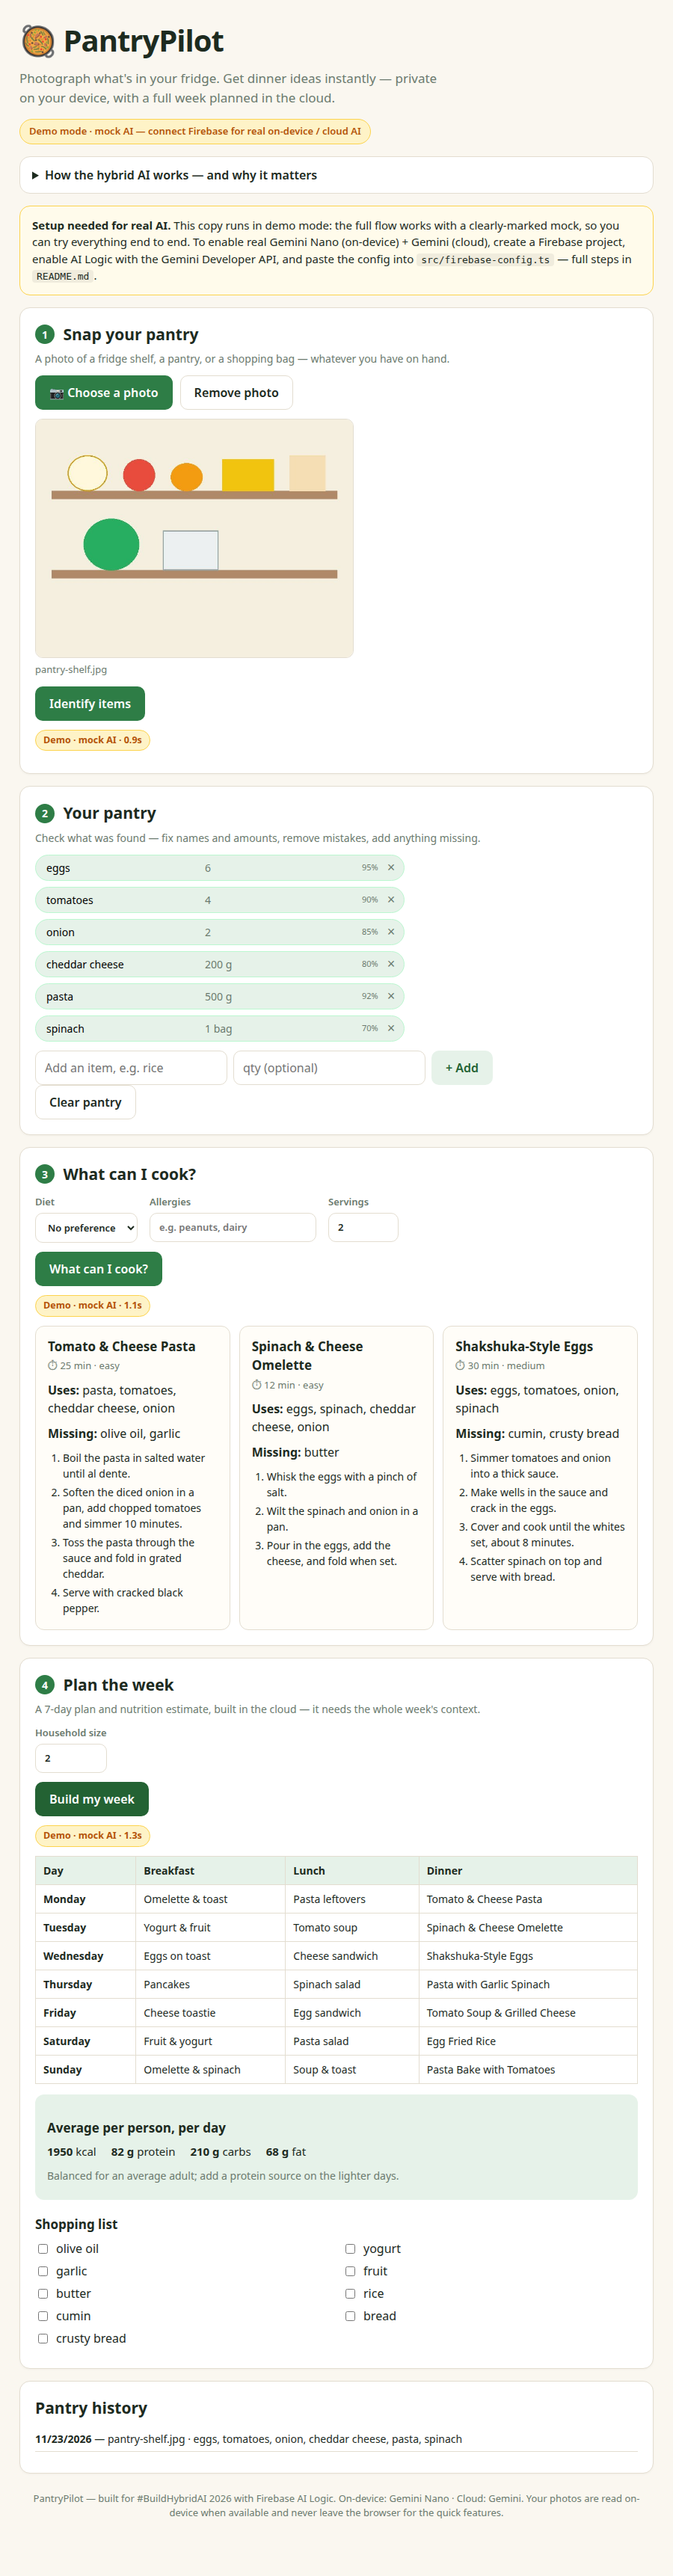 PantryPilot
Photograph what's in your fridge. Get dinner ideas instantly — private
on your device, with a full week planned in the cloud.
Demo mode · mock AI — connect Firebase for real on-device / cloud AI
How the hybrid AI works — and why it matters
Setup needed for real AI. This copy runs in demo mode: the full flow works with a clearly-marked mock, so you
can try everything end to end. To enable real Gemini Nano (on-device) + Gemini (cloud), create a Firebase project,
enable AI Logic with the Gemini Developer API, and paste the config into src/firebase-config.ts — full steps in
README.md.
1 Snap your pantry
A photo of a fridge shelf, a pantry, or a shopping bag — whatever you have on hand.
Choose a photo Remove photo
pantry-shelf.jpg
Identify items
Demo · mock AI · 0.9s
2 Your pantry
Check what was found — fix names and amounts, remove mistakes, add anything missing.
eggs 6 95% ×
tomatoes 4 90% ×
onion 2 85% ×
cheddar cheese 200 g 80% ×
pasta 500 g 92% ×
spinach 1 bag 70% ×
Add an item, e.g. rice qty (optional) + Add
Clear pantry
3 What can I cook?
Diet Allergies Servings
No preference e.g. peanuts, dairy 2
What can I cook?
Demo · mock AI · 1.1s
Tomato & Cheese Pasta
25 min · easy
Uses: pasta, tomatoes,
cheddar cheese, onion
Missing: olive oil, garlic
1. Boil the pasta in salted water
until al dente.
2. Soften the diced onion in a
pan, add chopped tomatoes
and simmer 10 minutes.
3. Toss the pasta through the
sauce and fold in grated
cheddar.
4. Serve with cracked black
pepper.
Spinach & Cheese
Omelette
12 min · easy
Uses: eggs, spinach, cheddar
cheese, onion
Missing: butter
1. Whisk the eggs with a pinch of
salt.
2. Wilt the spinach and onion in a
pan.
3. Pour in the eggs, add the
cheese, and fold when set.
Shakshuka-Style Eggs
30 min · medium
Uses: eggs, tomatoes, onion,
spinach
Missing: cumin, crusty bread
1. Simmer tomatoes and onion
into a thick sauce.
2. Make wells in the sauce and
crack in the eggs.
3. Cover and cook until the whites
set, about 8 minutes.
4. Scatter spinach on top and
serve with bread.
4 Plan the week
A 7-day plan and nutrition estimate, built in the cloud — it needs the whole week's context.
Household size
2
Build my week
Demo · mock AI · 1.3s
Day Breakfast Lunch Dinner
Monday Omelette & toast Pasta leftovers Tomato & Cheese Pasta
Tuesday Yogurt & fruit Tomato soup Spinach & Cheese Omelette
Wednesday Eggs on toast Cheese sandwich Shakshuka-Style Eggs
Thursday Pancakes Spinach salad Pasta with Garlic Spinach
Friday Cheese toastie Egg sandwich Tomato Soup & Grilled Cheese
Saturday Fruit & yogurt Pasta salad Egg Fried Rice
Sunday Omelette & spinach Soup & toast Pasta Bake with Tomatoes
Average per person, per day
1950 kcal 82 g protein 210 g carbs 68 g fat
Balanced for an average adult; add a protein source on the lighter days.
Shopping list
olive oil
garlic
butter
cumin
crusty bread
yogurt
fruit
rice
bread
Pantry history
11/23/2026 — pantry-shelf.jpg · eggs, tomatoes, onion, cheddar cheese, pasta, spinach
PantryPilot — built for #BuildHybridAI 2026 with Firebase AI Logic. On-device: Gemini Nano · Cloud: Gemini. Your photos are read on-
device when available and never leave the browser for the quick features.